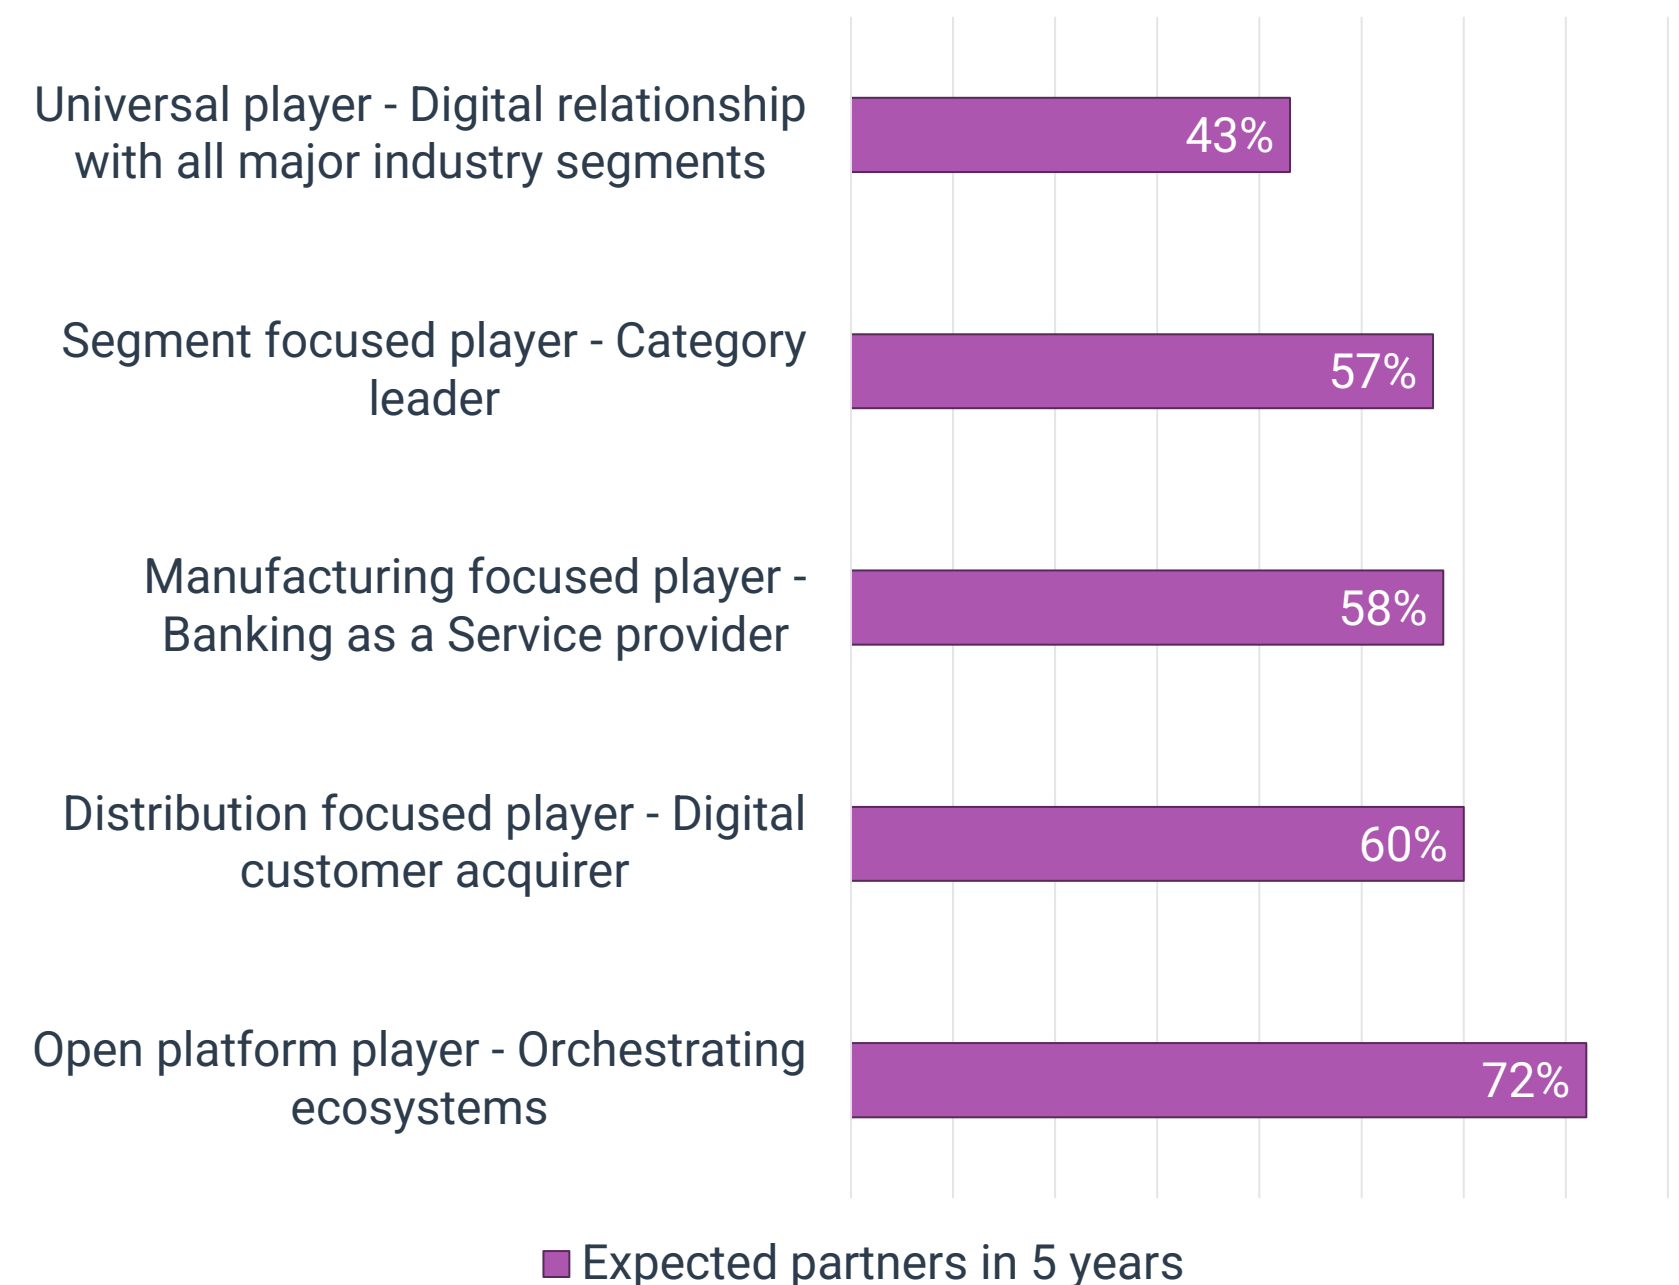 Universal player - Digital relationship
with all major industry segments
43%
Segment focused player - Category
leader
57%
Manufacturing focused player -
Banking as a Service provider
58%
Distribution focused player - Digital
customer acquirer
60%
Open platform player - Orchestrating
ecosystems
72%
Expected partners in 5 years